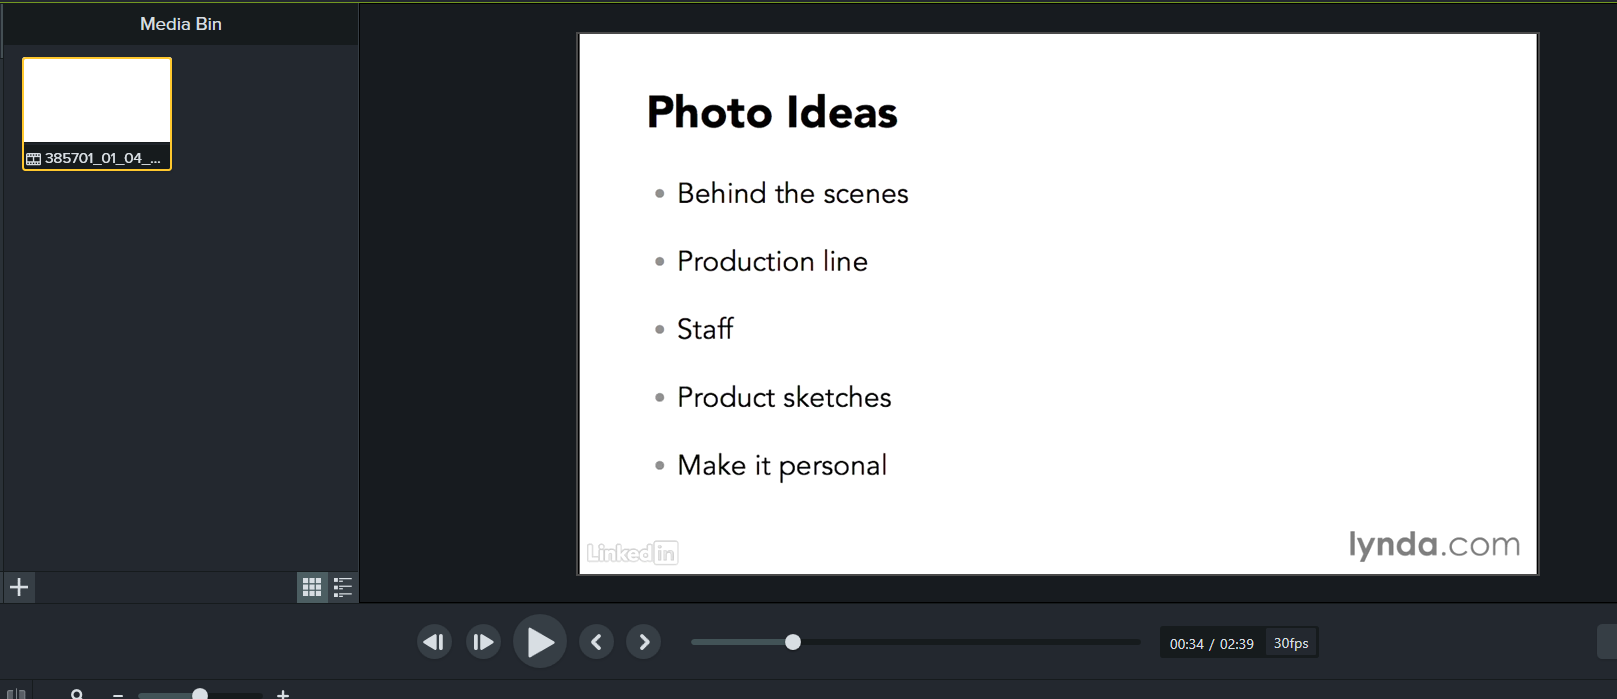 Media Bin
385701_01_04_...
Photo Ideas
• Behind the scenes
• Production line
• Staff
• Product sketches
• Make it personal
LinkedIn
lynda.com
00:34 / 02:39
30fps